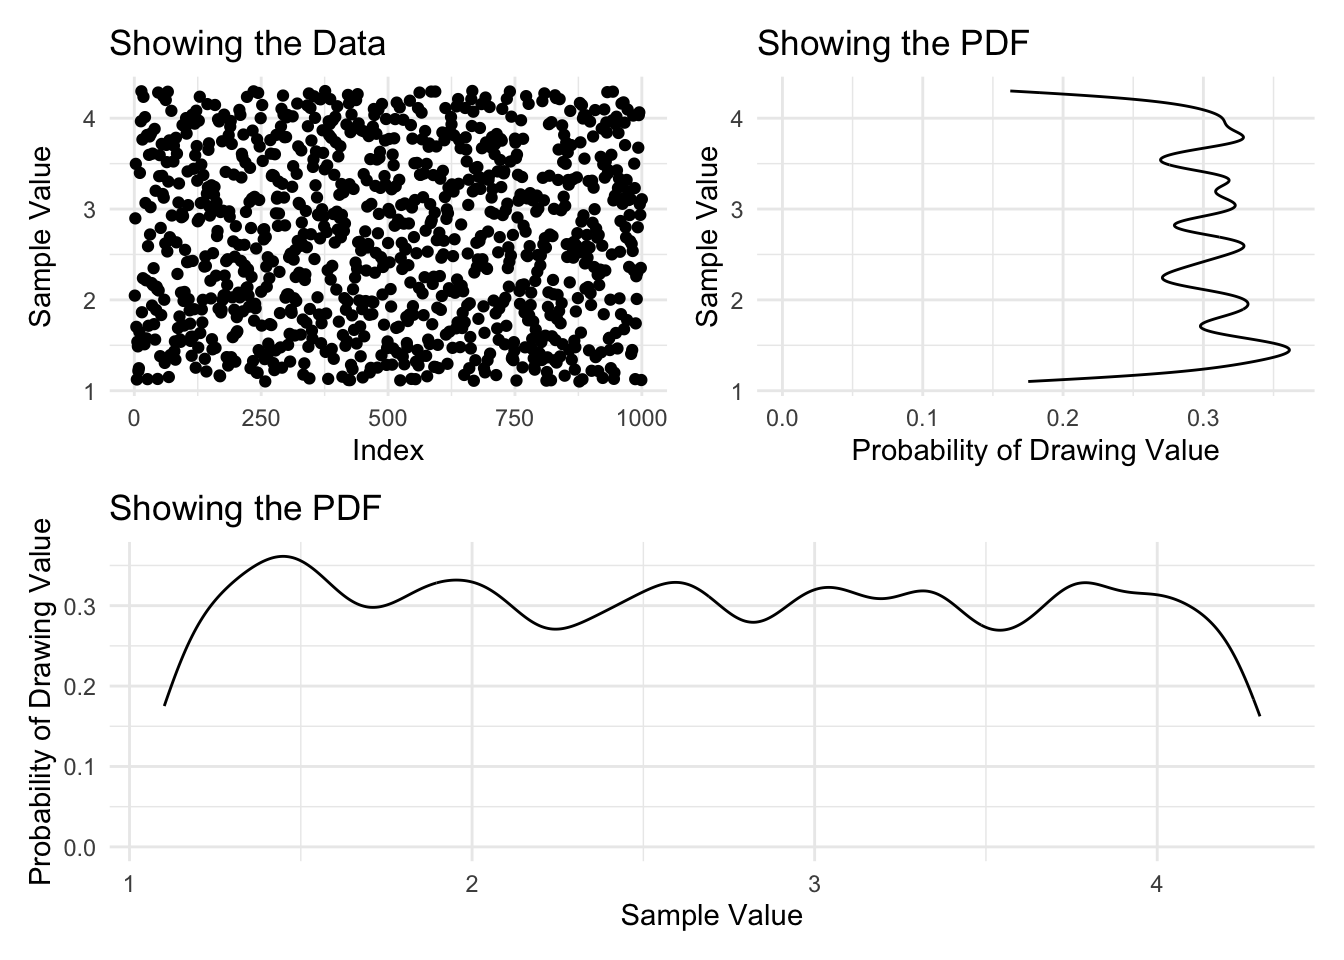 Showing the Data
Sample Value
4
3
2
1
0
250
500
750
1000
Index
Showing the PDF
Sample Value
4
3
2
1
0.0
0.1
0.2
0.3
Probability of Drawing Value
Showing the PDF
Probability of Drawing Value
0.3
0.2
0.1
0.0
1
2
3
4
Sample Value